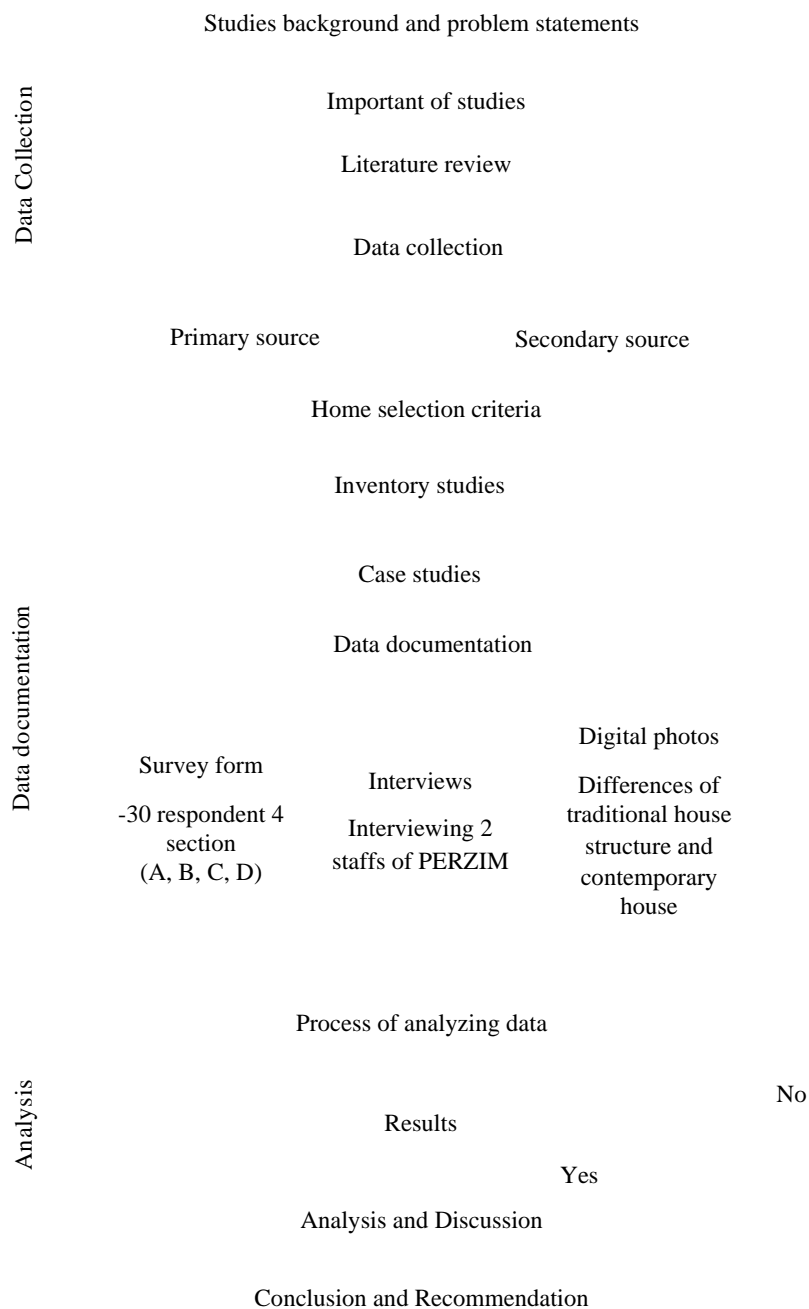 Studies background and problem statements
Data Collection
Important of studies
Literature review
Data collection
Primary source
Secondary source
Home selection criteria
Inventory studies
Case studies
Data documentation
Data documentation
Survey form
-30 respondent 4
section
(A, B, C, D)
Interviews
Interviewing 2
staffs of PERZIM
Digital photos
Differences of
traditional house
structure and
contemporary
house
Process of analyzing data
Analysis
No
Results
Yes
Analysis and Discussion
Conclusion and Recommendation